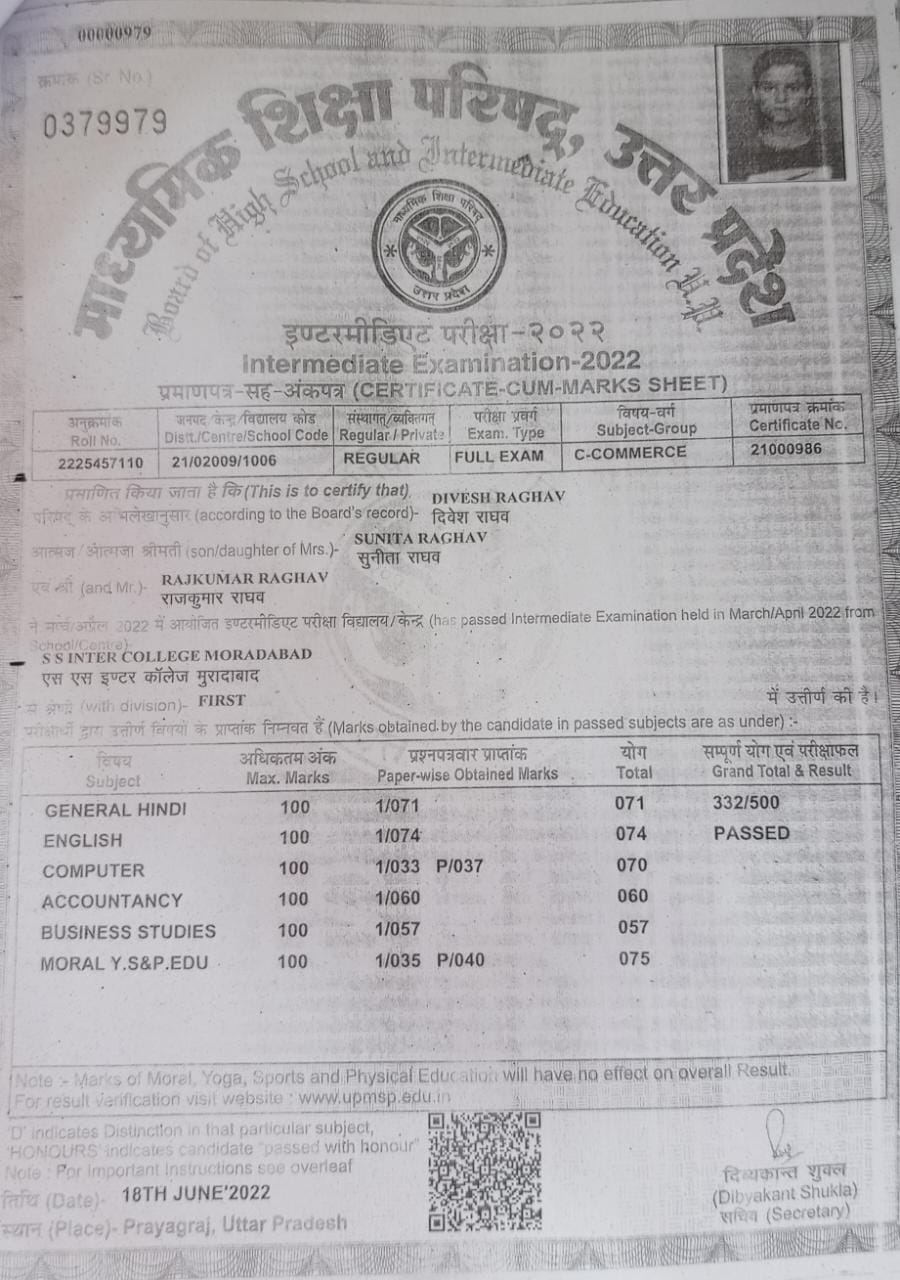 00000979
क्रमांक (Sr. No.)
0379979
माध्यमिक शिक्षा परिषद्, उत्तर प्रदेश
Board of High School and Intermediate Education U.P.
माध्यमिक शिक्षा परिषद्
उत्तर प्रदेश
इण्टरमीडिएट परीक्षा-२०२२
Intermediate Examination-2022
प्रमाणपत्र-सह-अंकपत्र (CERTIFICATE-CUM-MARKS SHEET)
अनुक्रमांक जनपद/केन्द्र/विद्यालय कोड संस्थागत/व्यक्तिगत परीक्षा प्रवर्ग विषय-वर्ग प्रमाणपत्र क्रमांक
Roll No. Distt./Centre/School Code Regular / Private Exam. Type Subject-Group Certificate No.
2225457110 21/02009/1006 REGULAR FULL EXAM C-COMMERCE 21000986
प्रमाणित किया जाता है कि (This is to certify that), DIVESH RAGHAV
परिषद के अभिलेखानुसार (according to the Board's record)- दिवेश राघव
SUNITA RAGHAV
आत्मज/आत्मजा श्रीमती (son/daughter of Mrs.)- सुनीता राघव
एवं श्री (and Mr.)- RAJKUMAR RAGHAV
राजकुमार राघव
ने मार्च/अप्रैल 2022 में आयोजित इण्टरमीडिएट परीक्षा विद्यालय/केन्द्र (has passed Intermediate Examination held in March/April 2022 from
School/Centre)-
S S INTER COLLEGE MORADABAD
एस एस इण्टर कॉलेज मुरादाबाद
से श्रेणी (with division)- FIRST में उत्तीर्ण की है।
परीक्षार्थी द्वारा उत्तीर्ण विषयों के प्राप्तांक निम्नवत हैं (Marks obtained by the candidate in passed subjects are as under) :-
विषय अधिकतम अंक प्रश्नपत्रवार प्राप्तांक योग सम्पूर्ण योग एवं परीक्षाफल
Subject Max. Marks Paper-wise Obtained Marks Total Grand Total & Result
GENERAL HINDI 100 1/071 071 332/500
ENGLISH 100 1/074 074 PASSED
COMPUTER 100 1/033 P/037 070
ACCOUNTANCY 100 1/060 060
BUSINESS STUDIES 100 1/057 057
MORAL Y.S&P.EDU 100 1/035 P/040 075
Note :- Marks of Moral, Yoga, Sports and Physical Education will have no effect on overall Result.
For result verification visit website : www.upmsp.edu.in
'D' indicates Distinction in that particular subject,
'HONOURS' indicates candidate "passed with honour"
Note : For Important Instructions see overleaf
तिथि (Date)- 18TH JUNE'2022
स्थान (Place)- Prayagraj, Uttar Pradesh
दिव्यकान्त शुक्ल
(Dibyakant Shukla)
सचिव (Secretary)